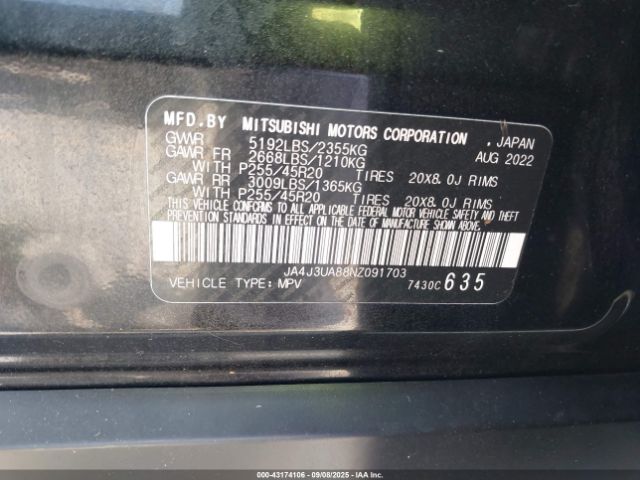 MFD.BY MITSUBISHI MOTORS CORPORATION , JAPAN
GVWR 5192LBS/2355KG AUG 2022
GAWR FR 2668LBS/1210KG
WITH P255/45R20 TIRES 20X8.0J RIMS
GAWR RR 3009LBS/1365KG
WITH P255/45R20 TIRES 20X8.0J RIMS
THIS VEHICLE CONFORMS TO ALL APPLICABLE FEDERAL MOTOR VEHICLE SAFETY AND THEFT
PREVENTION STANDARDS IN EFFECT ON THE DATE OF MANUFACTURE SHOWN ABOVE.
JA4J3UA88NZ091703
VEHICLE TYPE: MPV 7430C 635
000-43174106 - 09/08/2025 - IAAI, Inc.